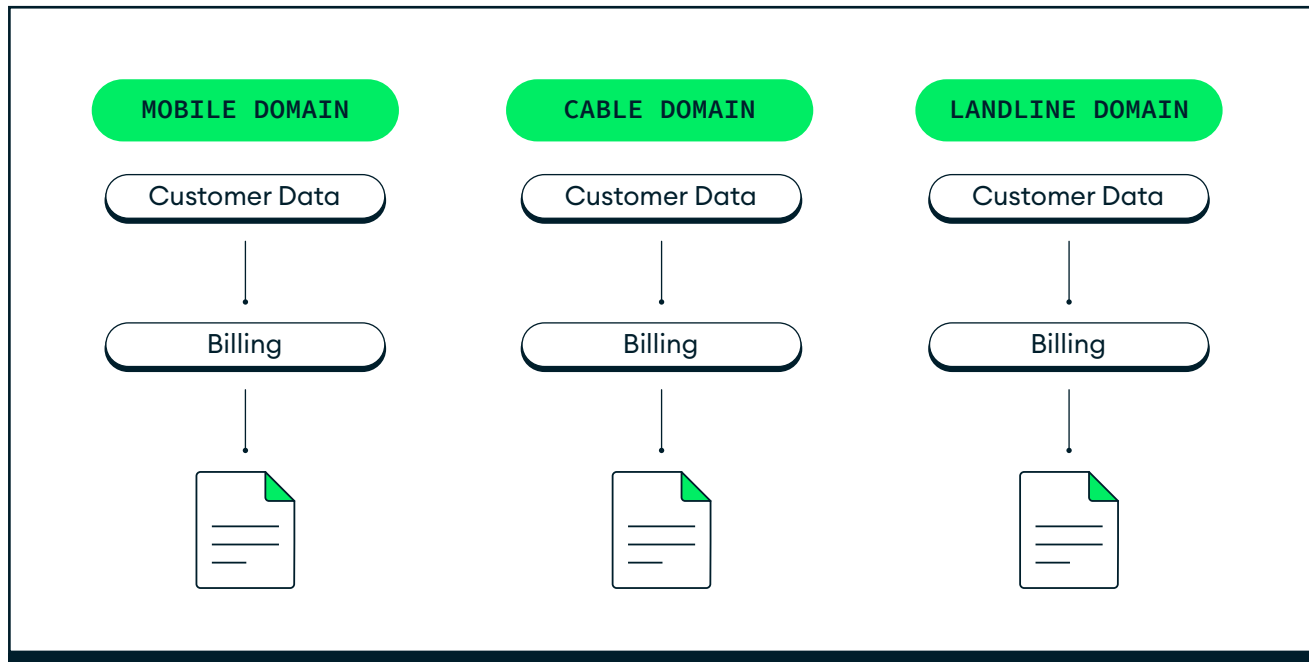 MOBILE DOMAIN
CABLE DOMAIN
LANDLINE DOMAIN
Customer Data
Customer Data
Customer Data
Billing
Billing
Billing